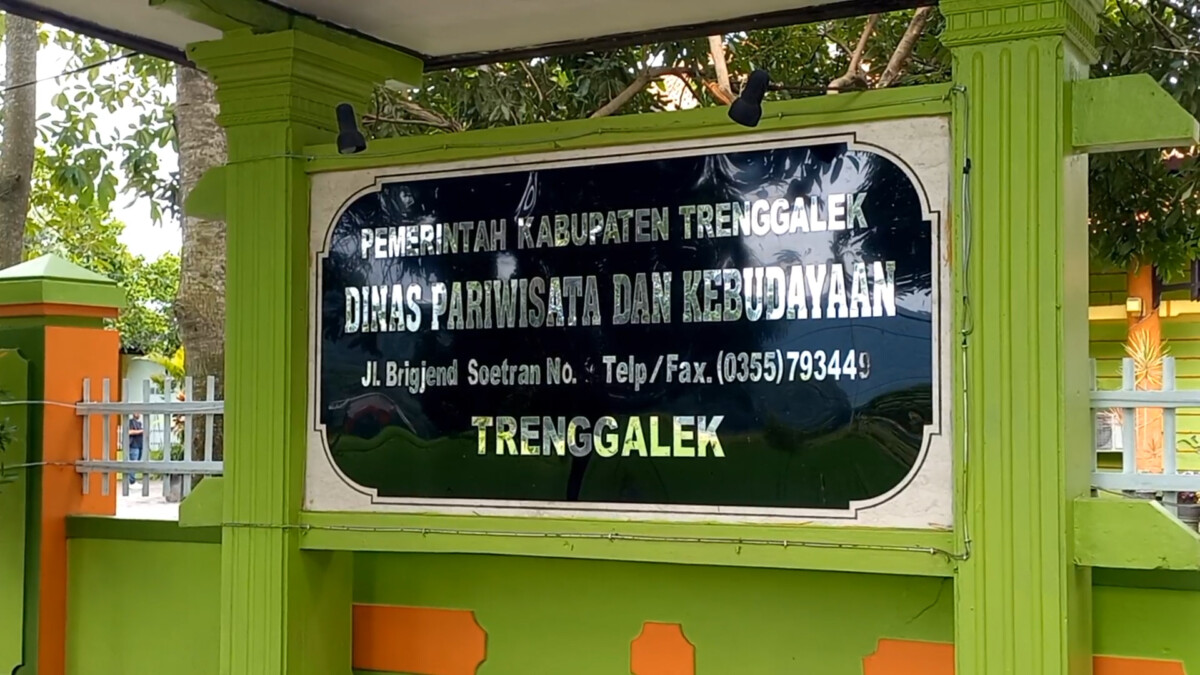 PEMERINTAH KABUPATEN TRENGGALEK
DINAS PARIWISATA DAN KEBUDAYAAN
Jl. Brigjend Soetran No. Telp/Fax. (0355) 793449
TRENGGALEK